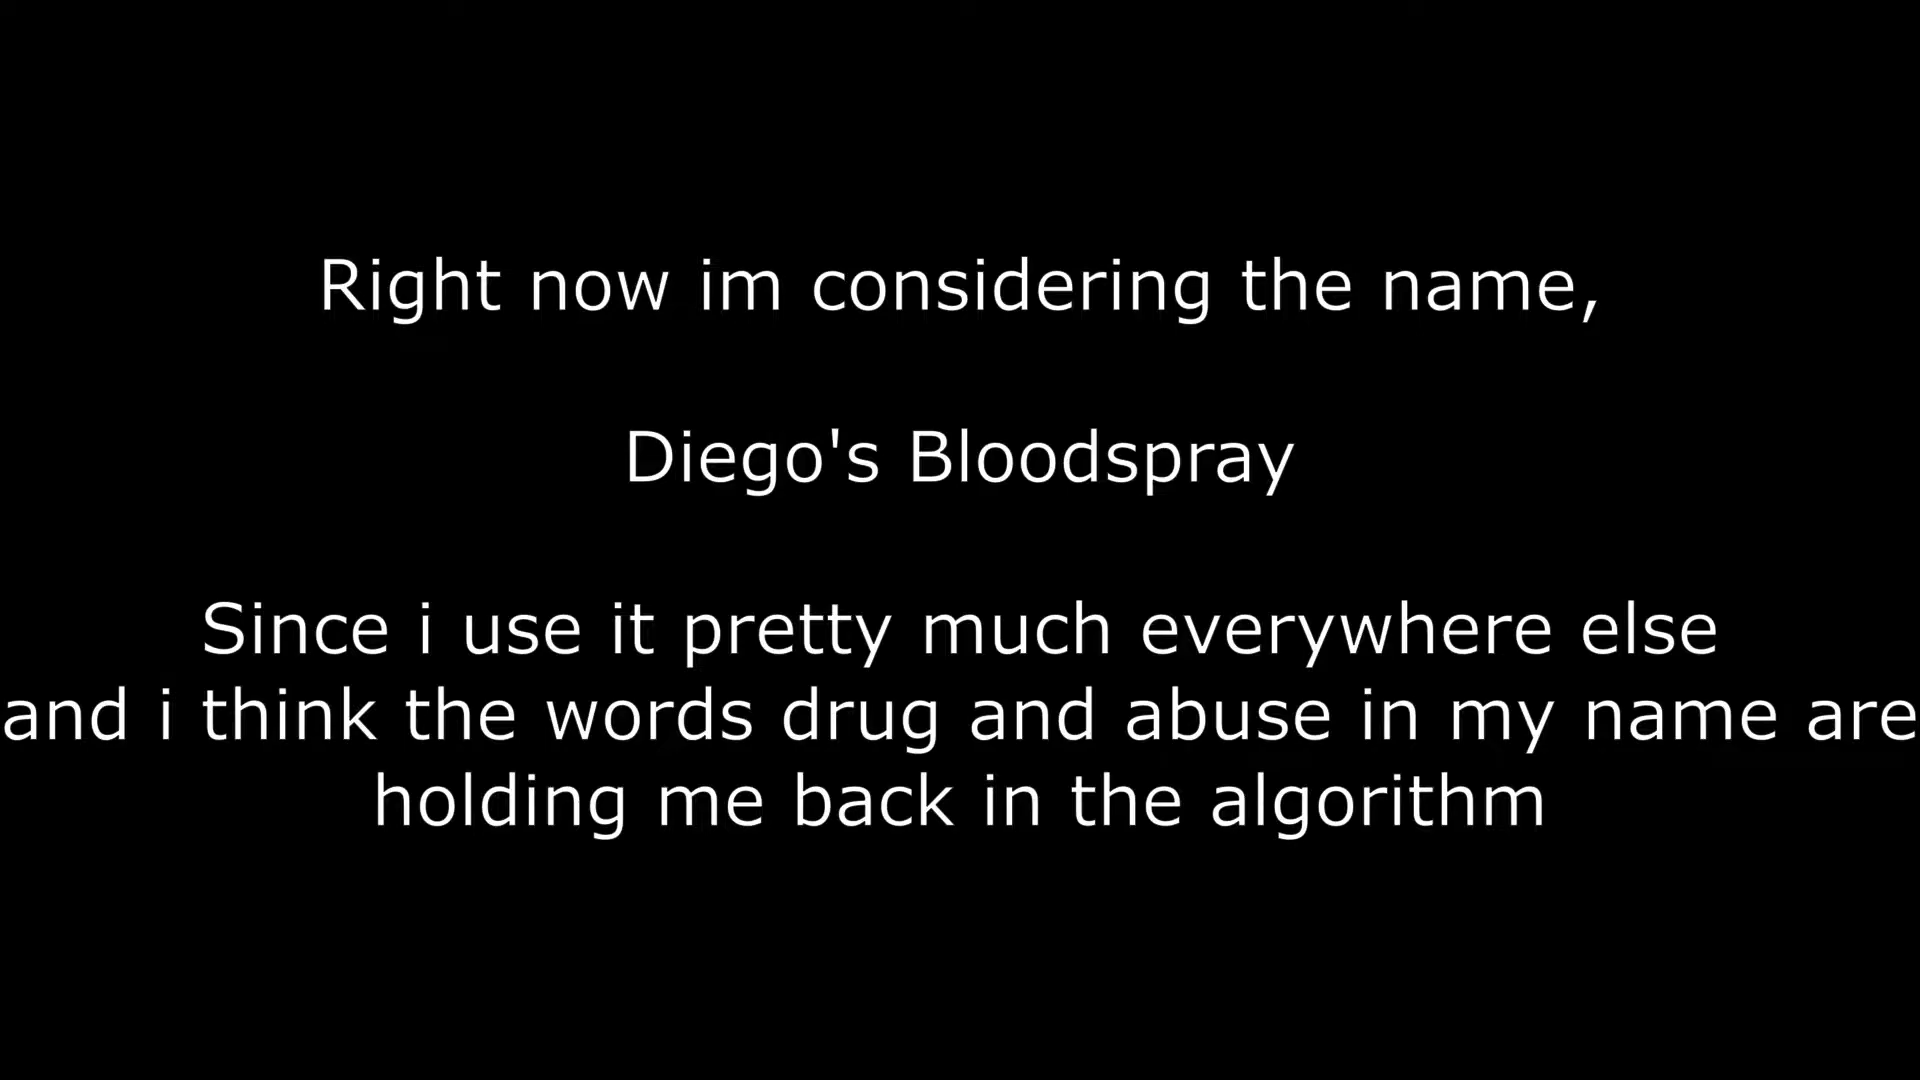 Right now im considering the name,
Diego's Bloodspray
Since i use it pretty much everywhere else
and i think the words drug and abuse in my name are
holding me back in the algorithm